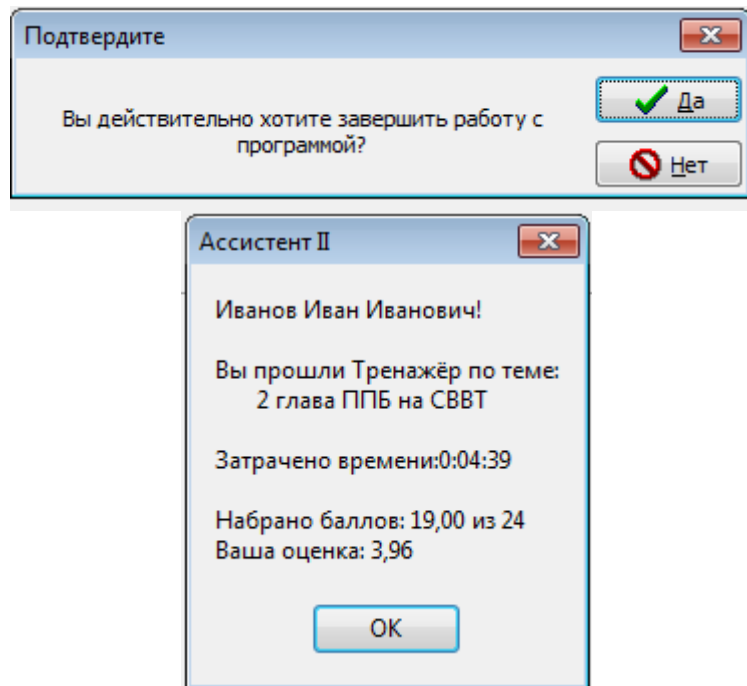 Подтвердите
Вы действительно хотите завершить работу с
программой?
Да
Нет
Ассистент II
Иванов Иван Иванович!
Вы прошли Тренажёр по теме:
2 глава ППБ на СВВТ
Затрачено времени:0:04:39
Набрано баллов: 19,00 из 24
Ваша оценка: 3,96
OK